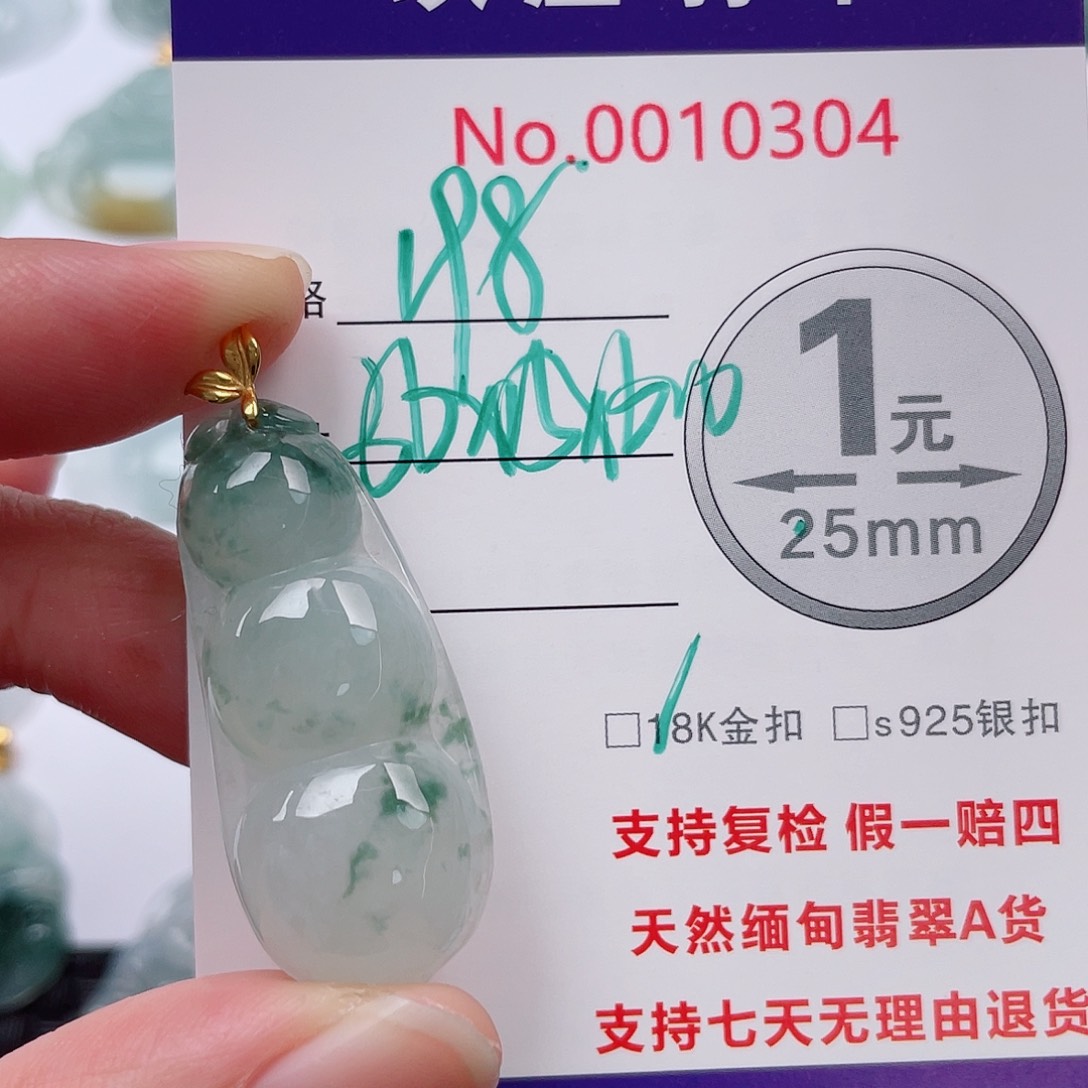 No.0010304
格 98
1元
25mm
□18K金扣 □s925银扣
支持复检 假一赔四
天然缅甸翡翠A货
支持七天无理由退货